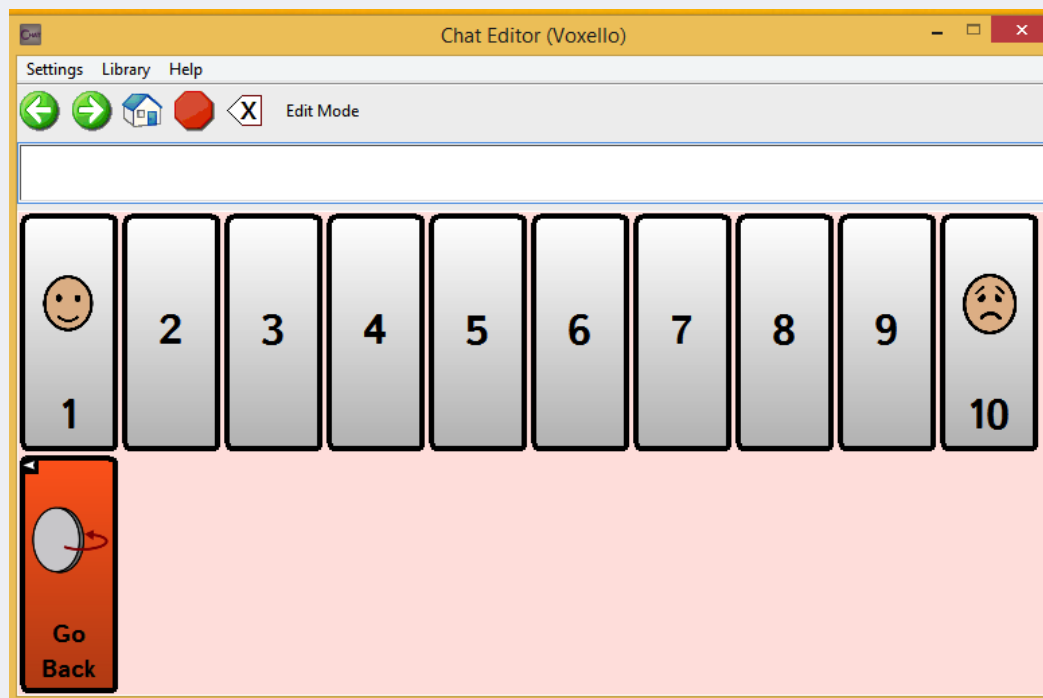 CHAT
Chat Editor (Voxello)
Settings Library Help
X Edit Mode
1 2 3 4 5 6 7 8 9 10
Go
Back